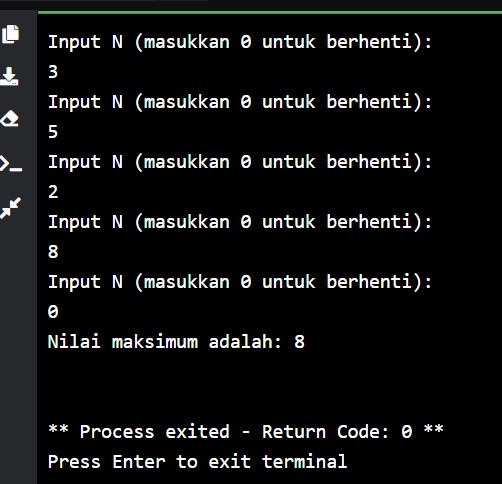 Input N (masukkan 0 untuk berhenti):
3
Input N (masukkan 0 untuk berhenti):
5
Input N (masukkan 0 untuk berhenti):
2
Input N (masukkan 0 untuk berhenti):
8
Input N (masukkan 0 untuk berhenti):
0
Nilai maksimum adalah: 8
** Process exited - Return Code: 0 **
Press Enter to exit terminal